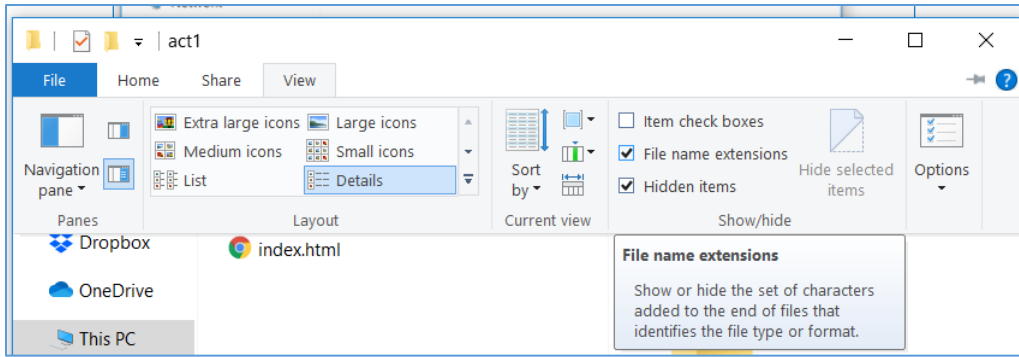 act1
File Home Share View
Extra large icons Large icons
Medium icons Small icons
List Details
Navigation
pane
Sort
by
Item check boxes
File name extensions
Hidden items
Hide selected
items
Options
Panes Layout Current view Show/hide
Dropbox index.html
OneDrive
This PC
File name extensions
Show or hide the set of characters
added to the end of files that
identifies the file type or format.